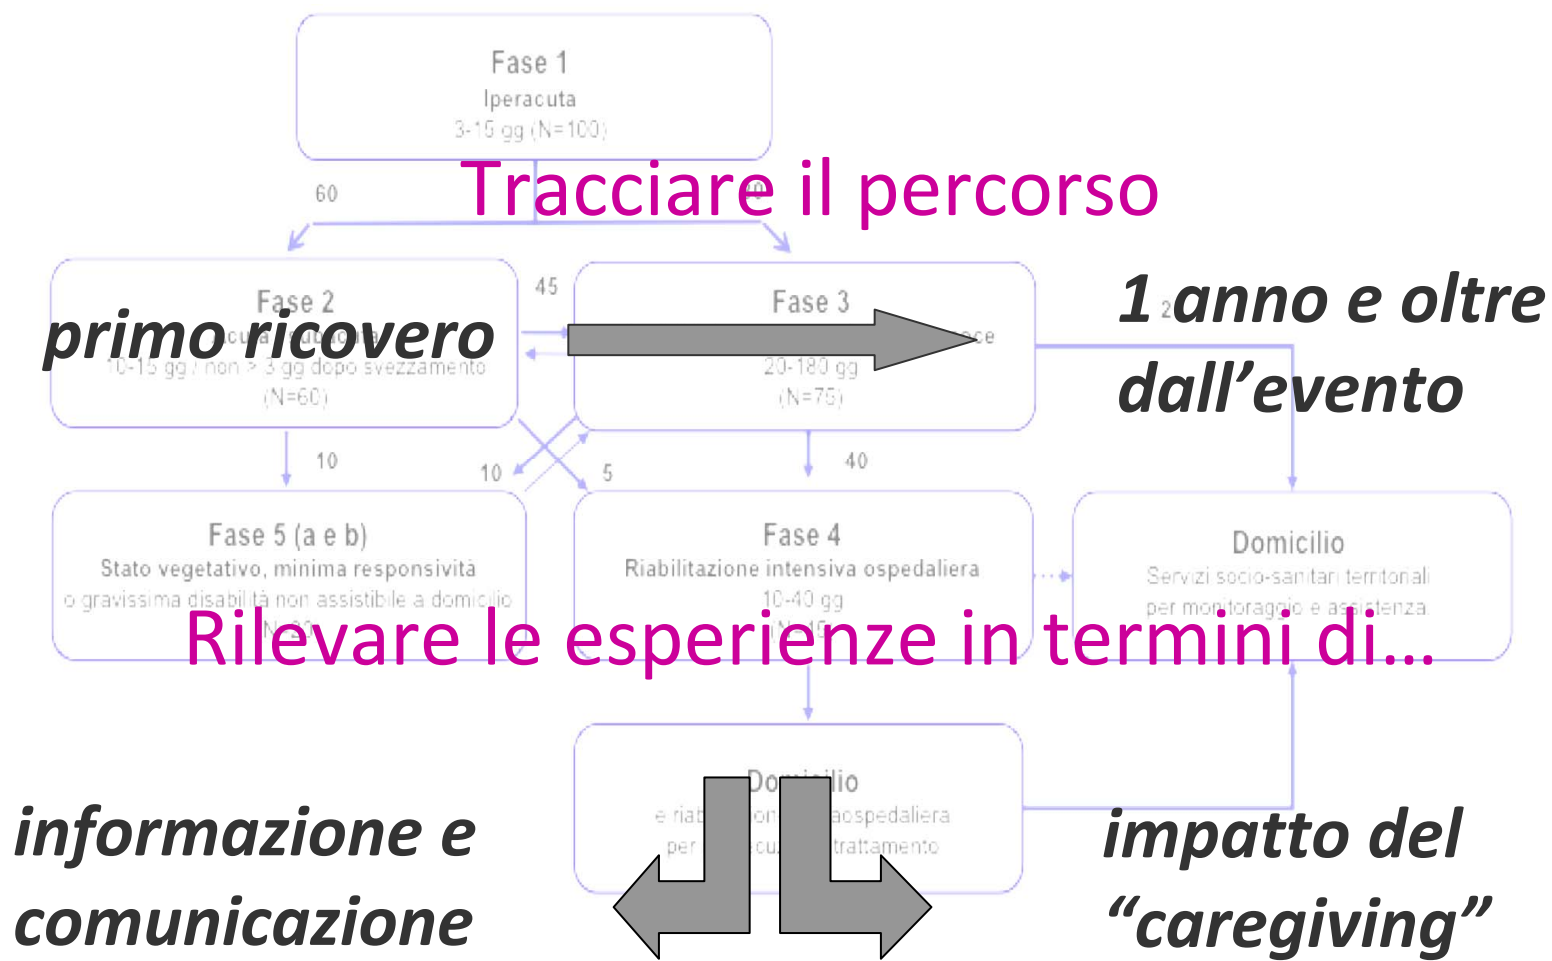 Fase 1
Iperacuta
3-15 gg (N=100)
60
Tracciare il percorso
45
Fase 2
Fase 3
1 anno e oltre
2
primo ricovero
10-15 gg / non > 3 gg dopo svezzamento
20-180 gg
dall’evento
(N=60)
(N=75)
10
10
5
40
Fase 5 (a e b)
Fase 4
Domicilio
Stato vegetativo, minima responsività
Riabilitazione intensiva ospedaliera
Servizi socio-sanitari territoriali
o gravissima disabilità non assistibile a domicilio
10-40 gg
per monitoraggio e assistenza
Rilevare le esperienze in termini di...
Domicilio
informazione e
per
trattamento
impatto del
comunicazione
“caregiving”